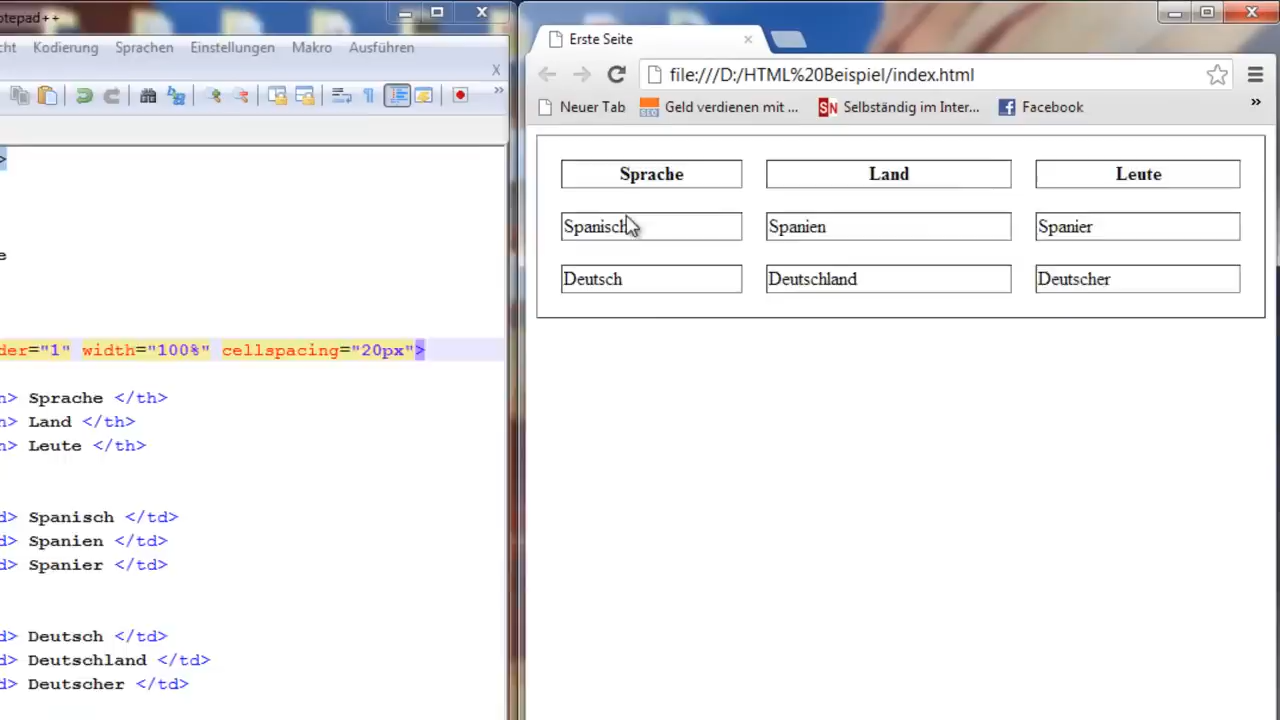 otepad++
cht Kodierung Sprachen Einstellungen Makro Ausführen
X
»
>
e
der="1" width="100%" cellspacing="20px">
h> Sprache </th>
h> Land </th>
h> Leute </th>
d> Spanisch </td>
d> Spanien </td>
d> Spanier </td>
d> Deutsch </td>
d> Deutschland </td>
d> Deutscher </td>
Erste Seite
file:///D:/HTML%20Beispiel/index.html
Neuer Tab Geld verdienen mit ... SN Selbständig im Inter... Facebook »
Sprache Land Leute
Spanisch Spanien Spanier
Deutsch Deutschland Deutscher